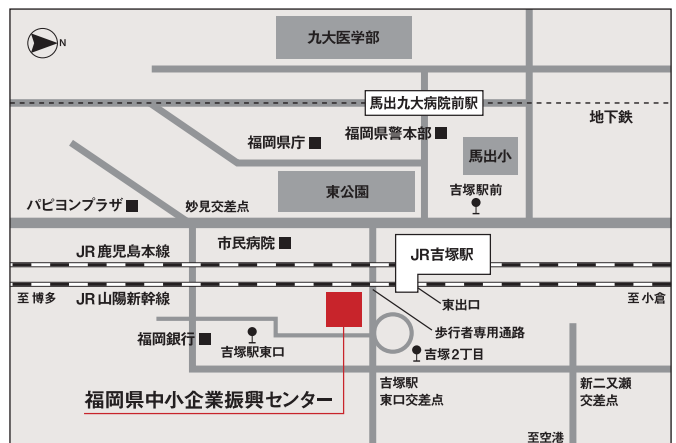 九大医学部
N
馬出九大病院前駅
地下鉄
福岡県庁
福岡県警本部
馬出小
東公園
吉塚駅前
パピヨンプラザ
妙見交差点
市民病院
JR吉塚駅
JR鹿児島本線
至博多
JR山陽新幹線
東出口
至小倉
歩行者専用通路
福岡銀行
吉塚駅東口
吉塚2丁目
福岡県中小企業振興センター
吉塚駅
東口交差点
新二又瀬
交差点
至空港